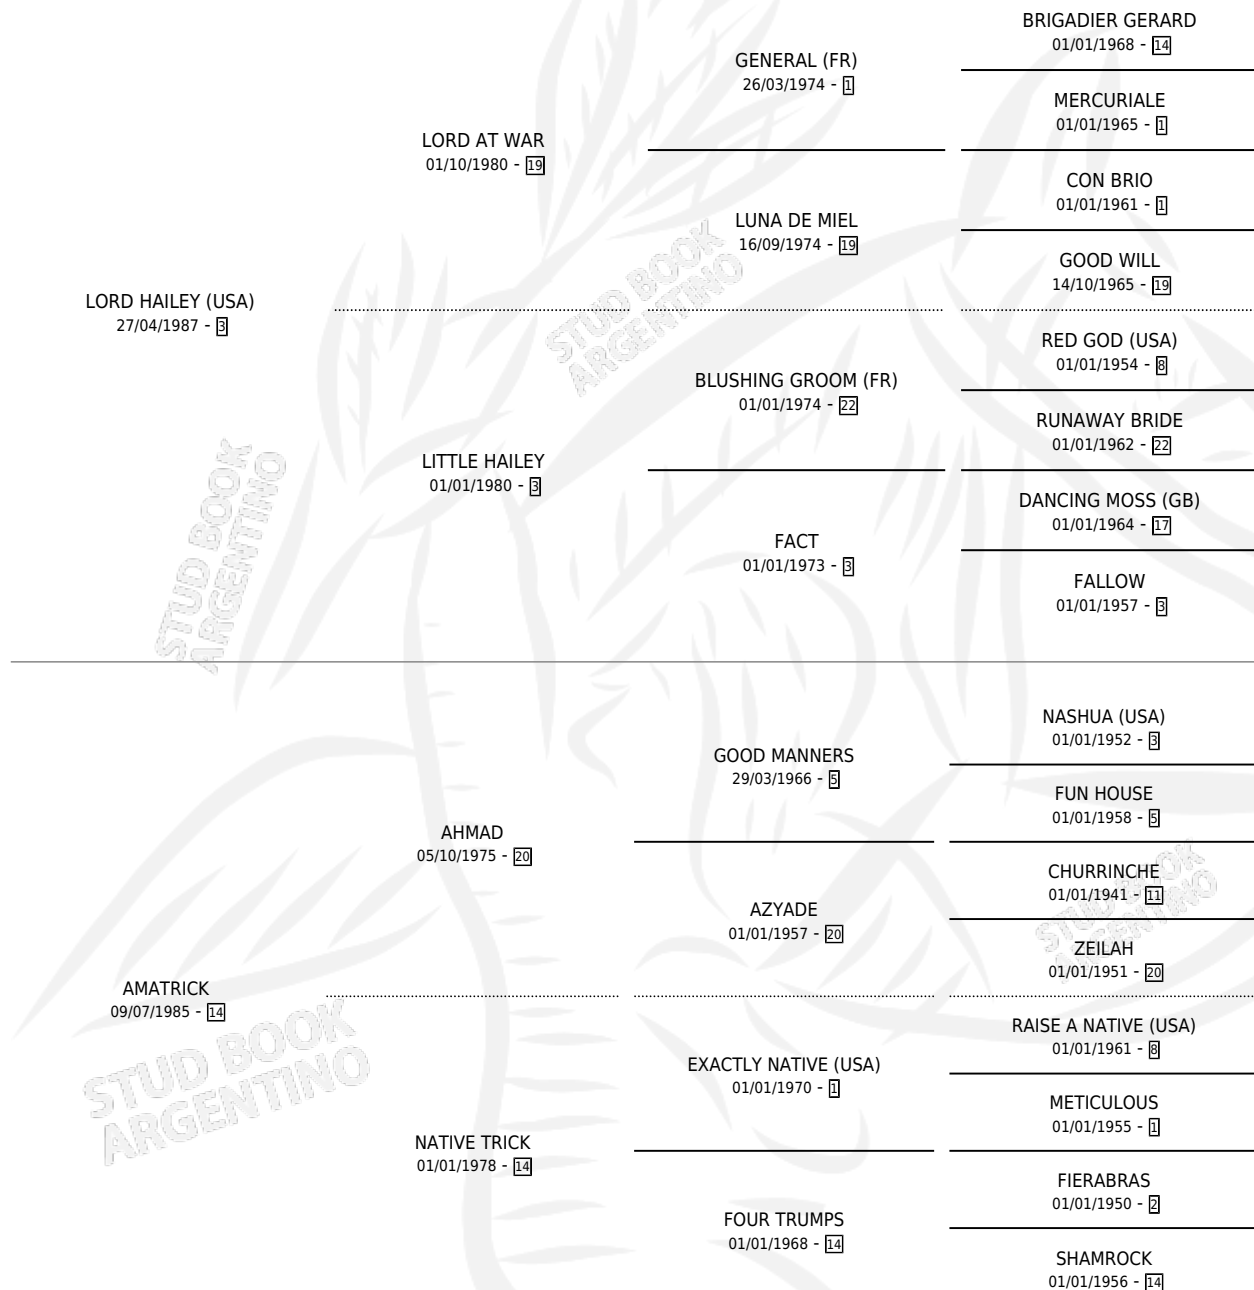 BRIGADIER GERARD
01/01/1968 - 14
GENERAL (FR)
26/03/1974 - 1
MERCURIALE
01/01/1965 - 1
LORD AT WAR
01/10/1980 - 19
CON BRIO
01/01/1961 - 1
LUNA DE MIEL
16/09/1974 - 19
GOOD WILL
14/10/1965 - 19
LORD HAILEY (USA)
27/04/1987 - 3
RED GOD (USA)
01/01/1954 - 8
BLUSHING GROOM (FR)
01/01/1974 - 22
RUNAWAY BRIDE
01/01/1962 - 22
LITTLE HAILEY
01/01/1980 - 3
DANCING MOSS (GB)
01/01/1964 - 17
FACT
01/01/1973 - 3
FALLOW
01/01/1957 - 3
NASHUA (USA)
01/01/1952 - 3
GOOD MANNERS
29/03/1966 - 5
FUN HOUSE
01/01/1958 - 5
AHMAD
05/10/1975 - 20
CHURRINCHE
01/01/1941 - 11
AZYADE
01/01/1957 - 20
ZEILAH
01/01/1951 - 20
AMATRICK
09/07/1985 - 14
RAISE A NATIVE (USA)
01/01/1961 - 8
EXACTLY NATIVE (USA)
01/01/1970 - 1
METICULOUS
01/01/1955 - 1
NATIVE TRICK
01/01/1978 - 14
FIERABRAS
01/01/1950 - 2
FOUR TRUMPS
01/01/1968 - 14
SHAMROCK
01/01/1956 - 14
STUD BOOK
ARGENTINO
STUD BOOK
ARGENTINO
STUD BOOK
ARGENTINO
STUD BOOK
ARGENTINO